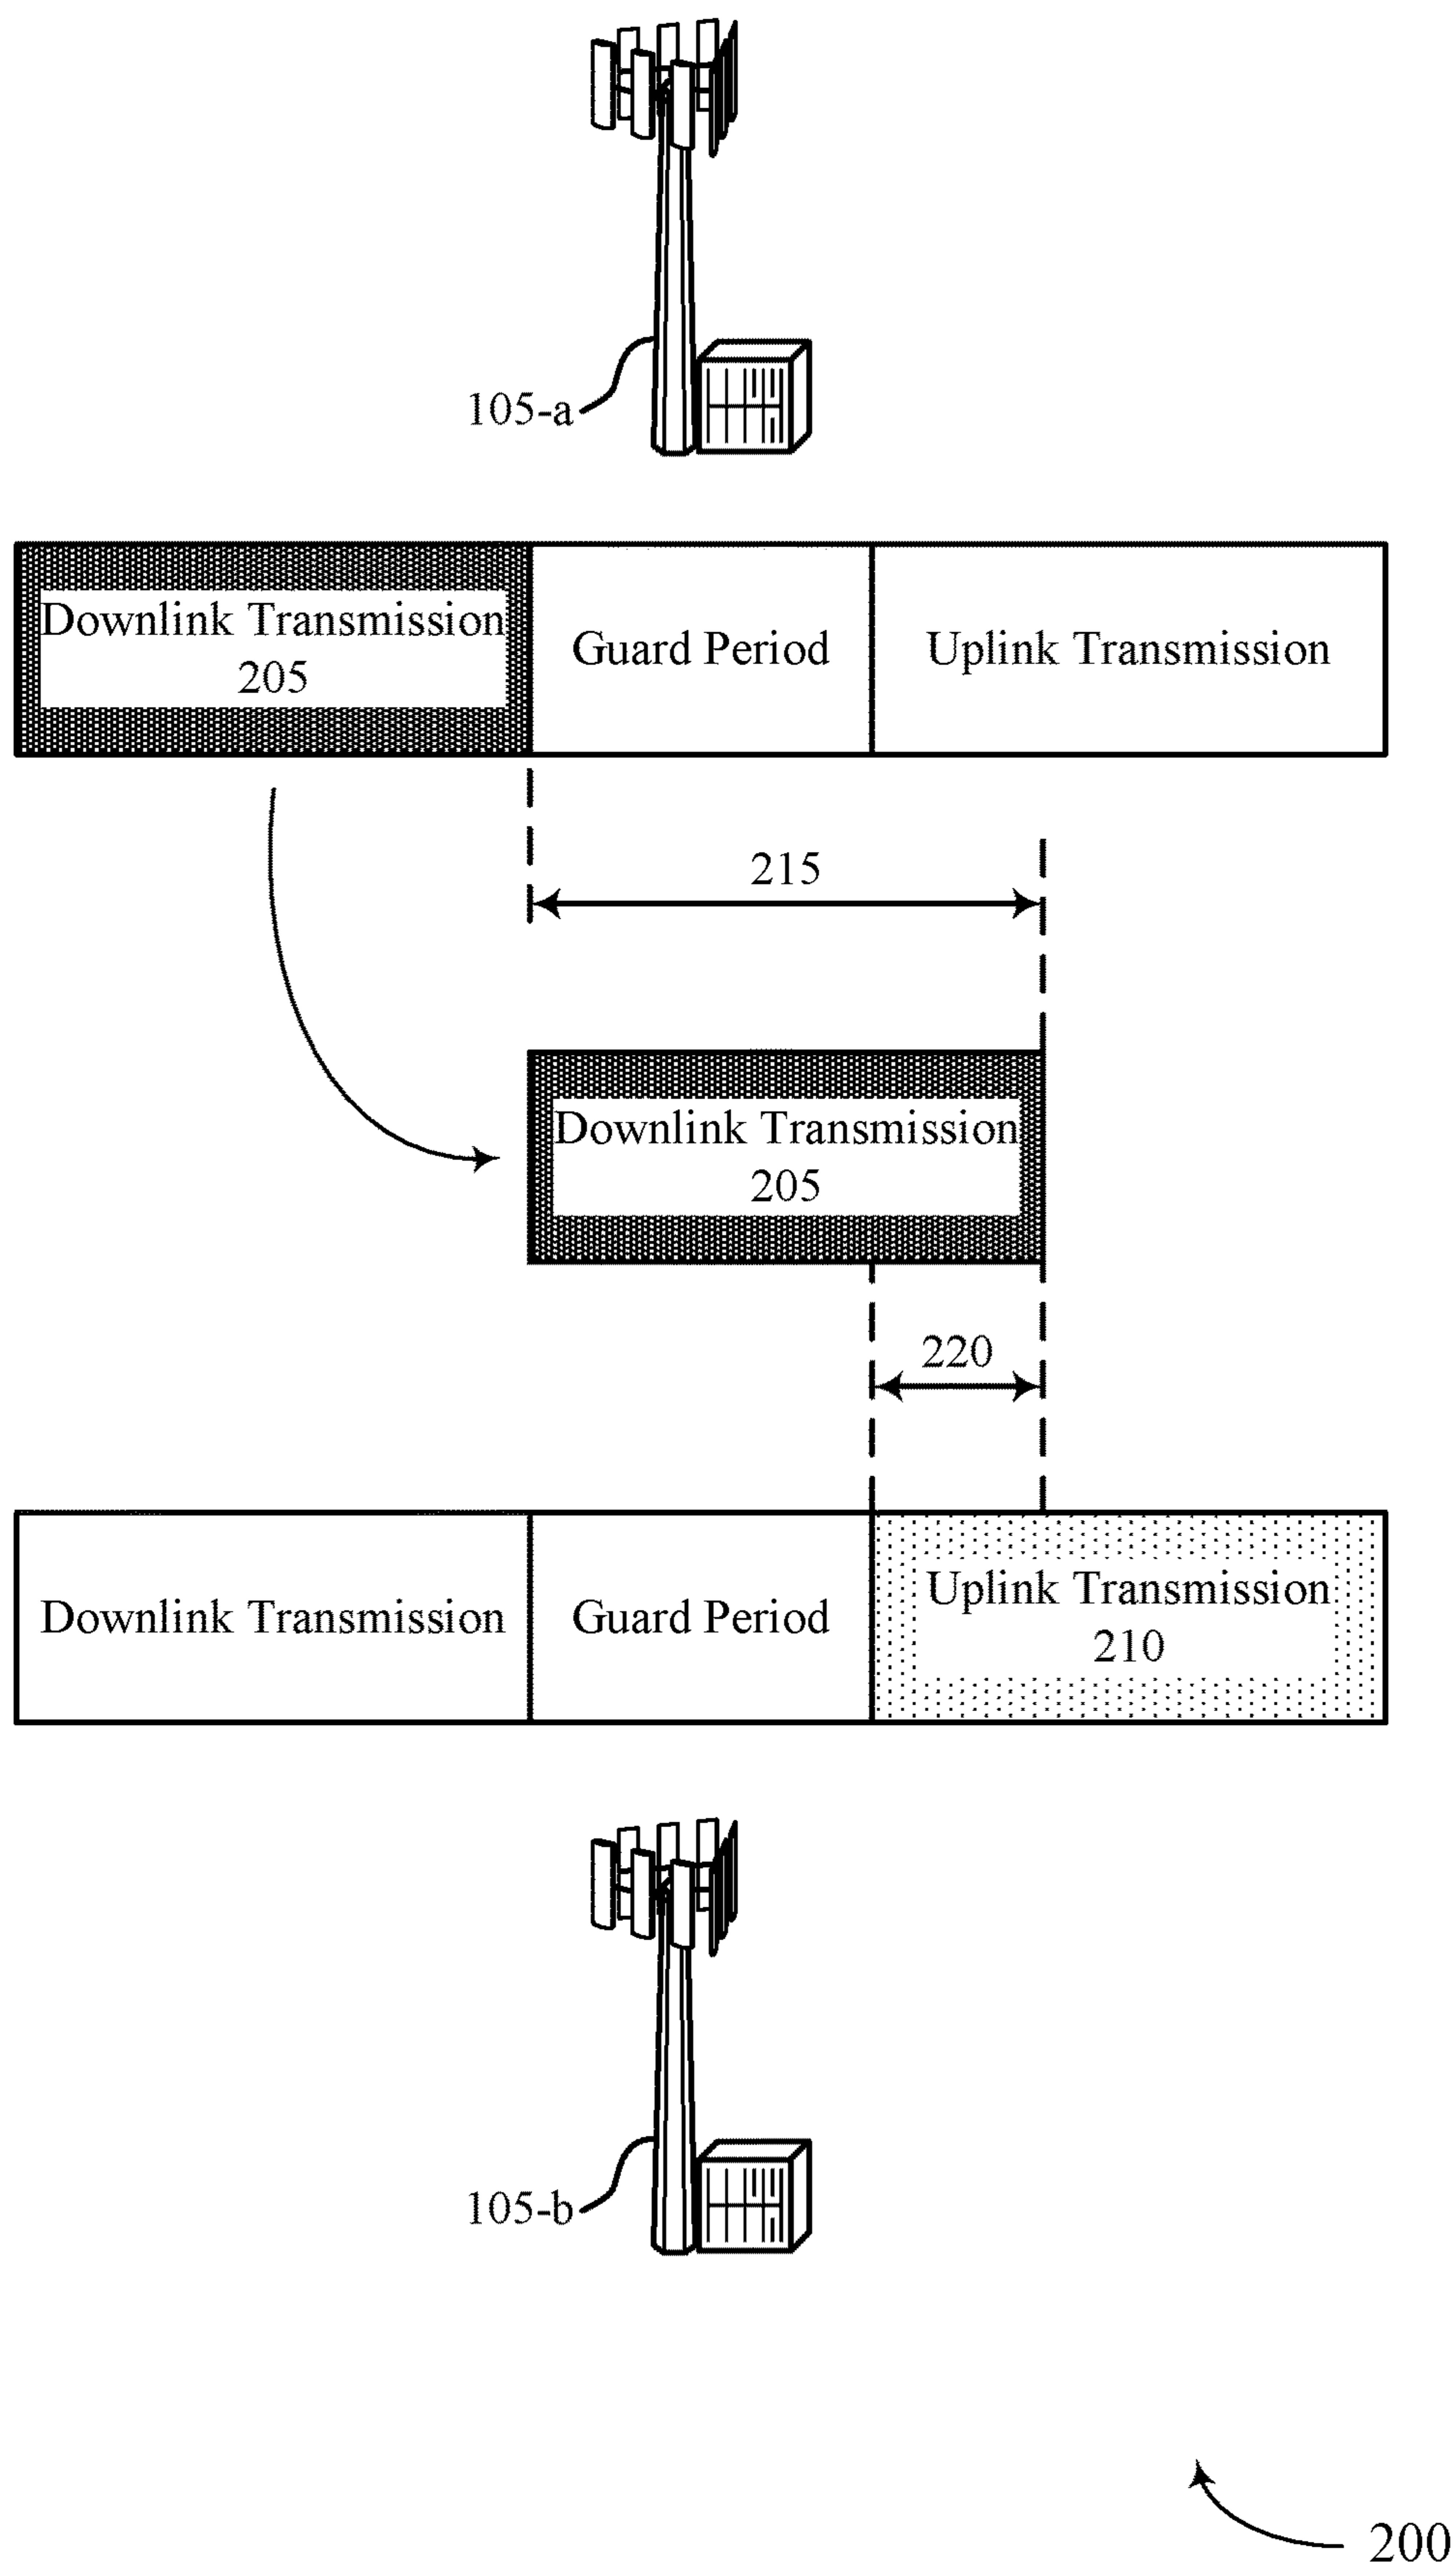 105-a
Downlink Transmission
205
Guard Period
Uplink Transmission
215
Downlink Transmission
205
220
Downlink Transmission
Guard Period
Uplink Transmission
210
105-b
200